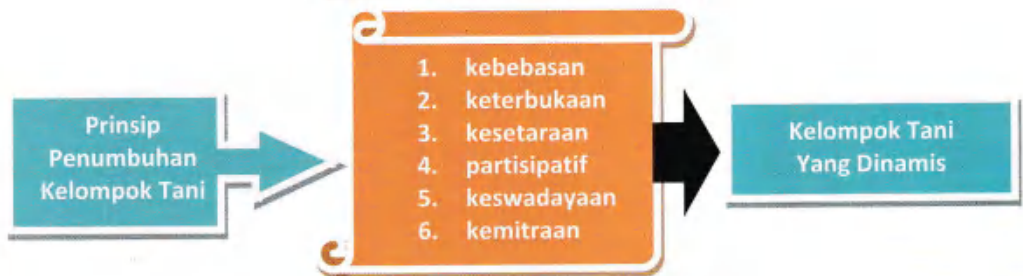 Prinsip
Penumbuhan
Kelompok Tani
1. kebebasan
2. keterbukaan
3. kesetaraan
4. partisipatif
5. keswadayaan
6. kemitraan
Kelompok Tani
Yang Dinamis